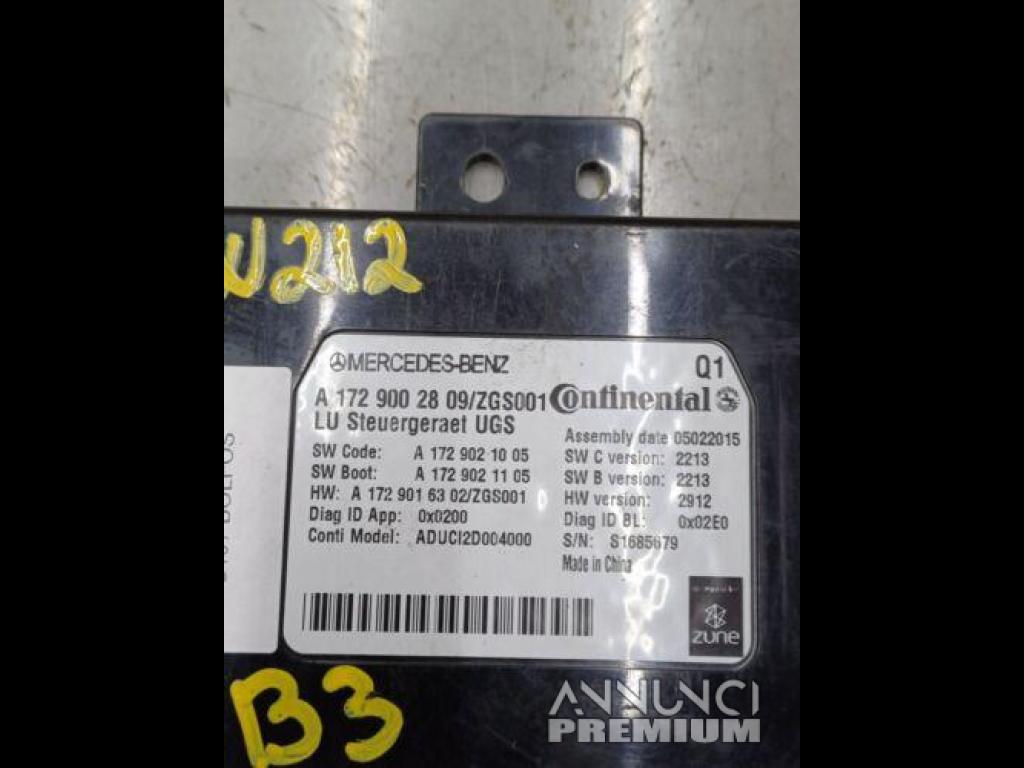 W212
MERCEDES-BENZ
Q1
A 172 900 28 09/ZGS001
Continental
LU Steuergeraet UGS
Assembly date 05022015
SW Code: A 172 902 10 05
SW C version: 2213
SW Boot: A 172 902 11 05
SW B version: 2213
HW: A 172 901 63 02/ZGS001
HW version: 2912
Diag ID App: 0x0200
Diag ID BL: 0x02E0
Conti Model: ADUCI2D004000
S/N: S1685679
Made in China
zune
B3
ANNUNCI
PREMIUM